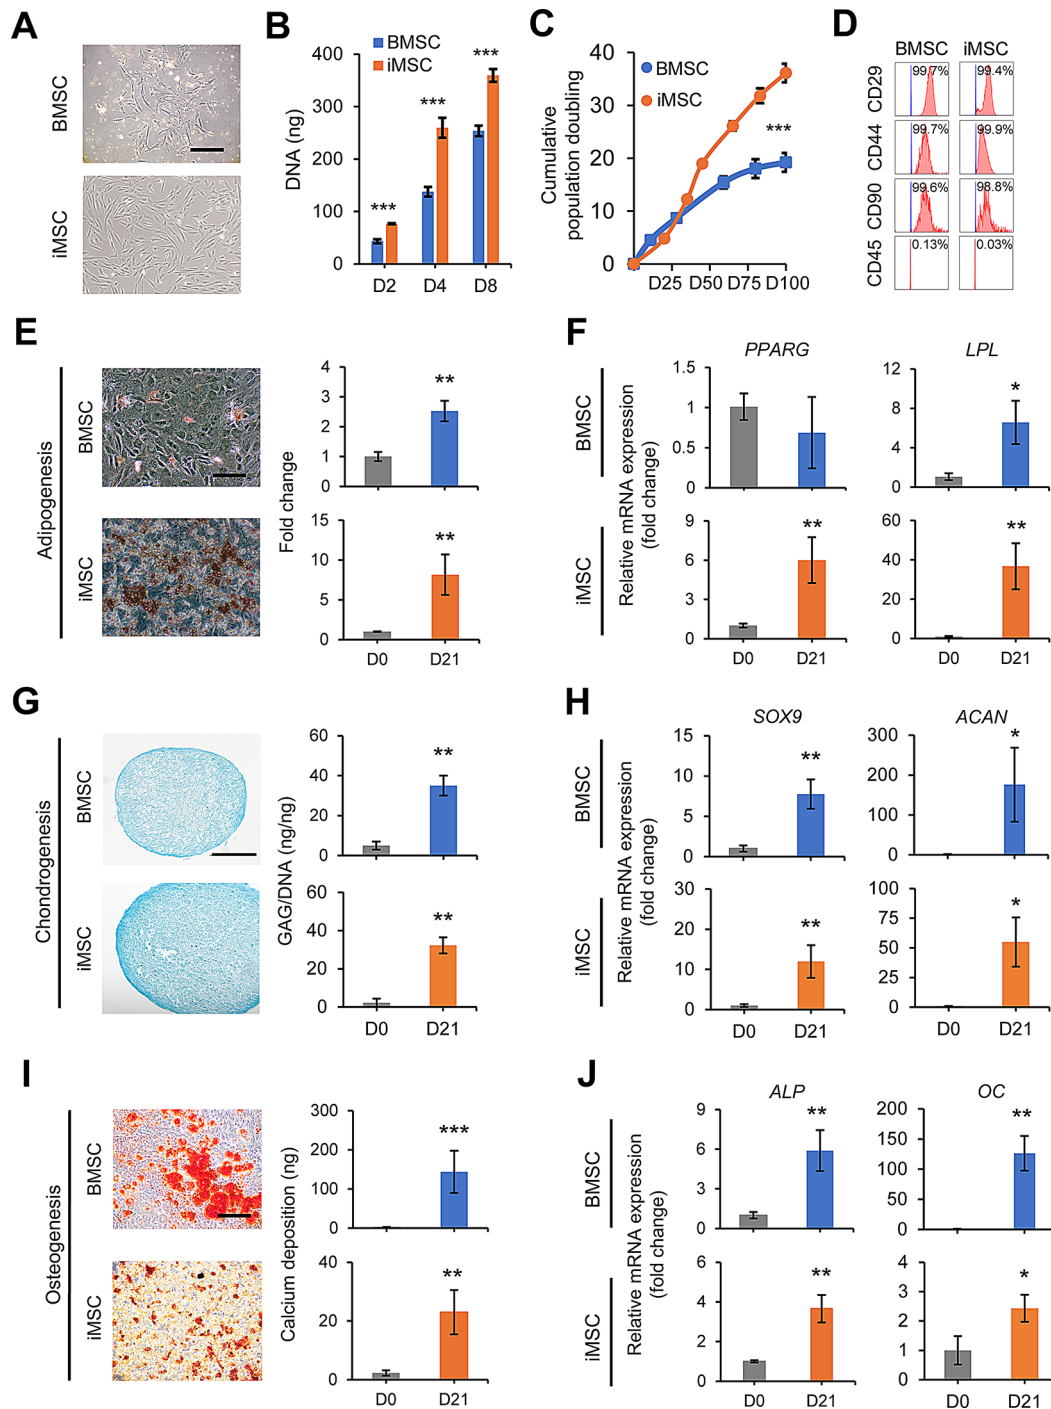 A
BMSC
iMSC
B
DNA (ng)
400
300
200
100
0
BMSC
iMSC
***
***
***
D2 D4 D8
C
Cumulative
population doubling
40
30
20
10
0
BMSC
iMSC
***
D25 D50 D75 D100
D
BMSC iMSC
CD29 99.7% 99.4%
CD44 99.7% 99.9%
CD90 99.6% 98.8%
CD45 0.13% 0.03%
E
Adipogenesis
BMSC
iMSC
Fold change
4
3
2
1
0
**
15
10
5
0
**
D0 D21
F
BMSC
iMSC
Relative mRNA expression
(fold change)
PPARG
1.5
1
0.5
0
LPL
12
8
4
0
*
9
6
3
0
**
D0 D21
60
40
20
0
**
D0 D21
G
Chondrogenesis
BMSC
iMSC
GAG/DNA (ng/ng)
60
40
20
0
**
60
40
20
0
**
D0 D21
H
BMSC
iMSC
Relative mRNA expression
(fold change)
SOX9
15
10
5
0
**
ACAN
300
200
100
0
*
30
20
10
0
**
D0 D21
100
75
50
25
0
*
D0 D21
I
Osteogenesis
BMSC
iMSC
Calcium deposition (ng)
300
200
100
0
***
40
20
0
**
D0 D21
J
BMSC
iMSC
Relative mRNA expression
(fold change)
ALP
9
6
3
0
**
OC
200
150
100
50
0
**
6
4
2
0
**
D0 D21
4
3
2
1
0
*
D0 D21